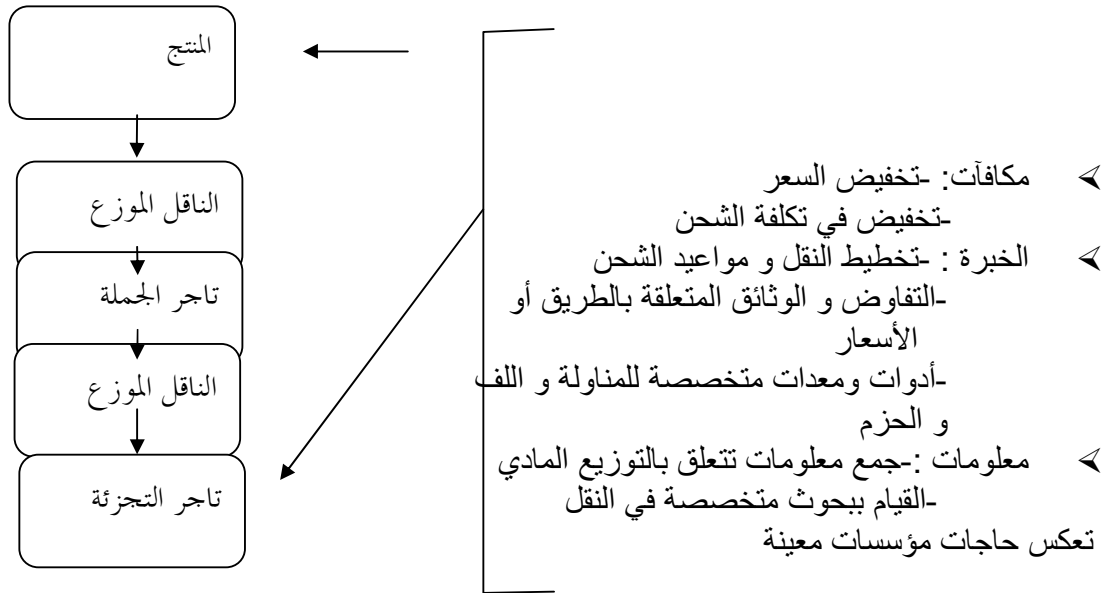 المنتج
الناقل الموزع
تاجر الجملة
الناقل الموزع
تاجر التجزئة
مكافآت: -تخفيض السعر
-تخفيض في تكلفة الشحن
الخبرة : -تخطيط النقل و مواعيد الشحن
-التفاوض و الوثائق المتعلقة بالطريق أو
الأسعار
-أدوات ومعدات متخصصة للمناولة و اللف
و الحزم
معلومات :-جمع معلومات تتعلق بالتوزيع المادي
-القيام ببحوث متخصصة في النقل
تعكس حاجات مؤسسات معينة